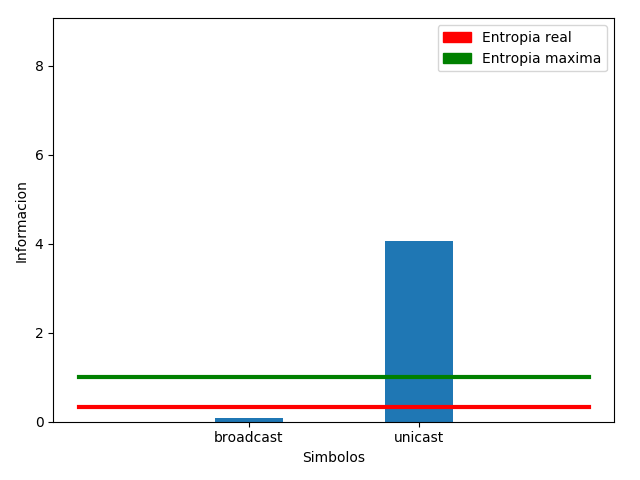 Entropia real
Entropia maxima
8
6
4
2
0
Informacion
broadcast unicast
Simbolos